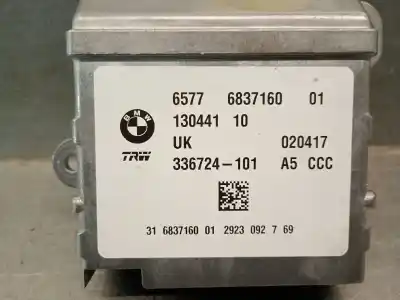 6577 6837160 01
BMW 130441 10
UK 020417
TRW 336724-101 A5 CCC
31 6837160 01 2923 092 7 69